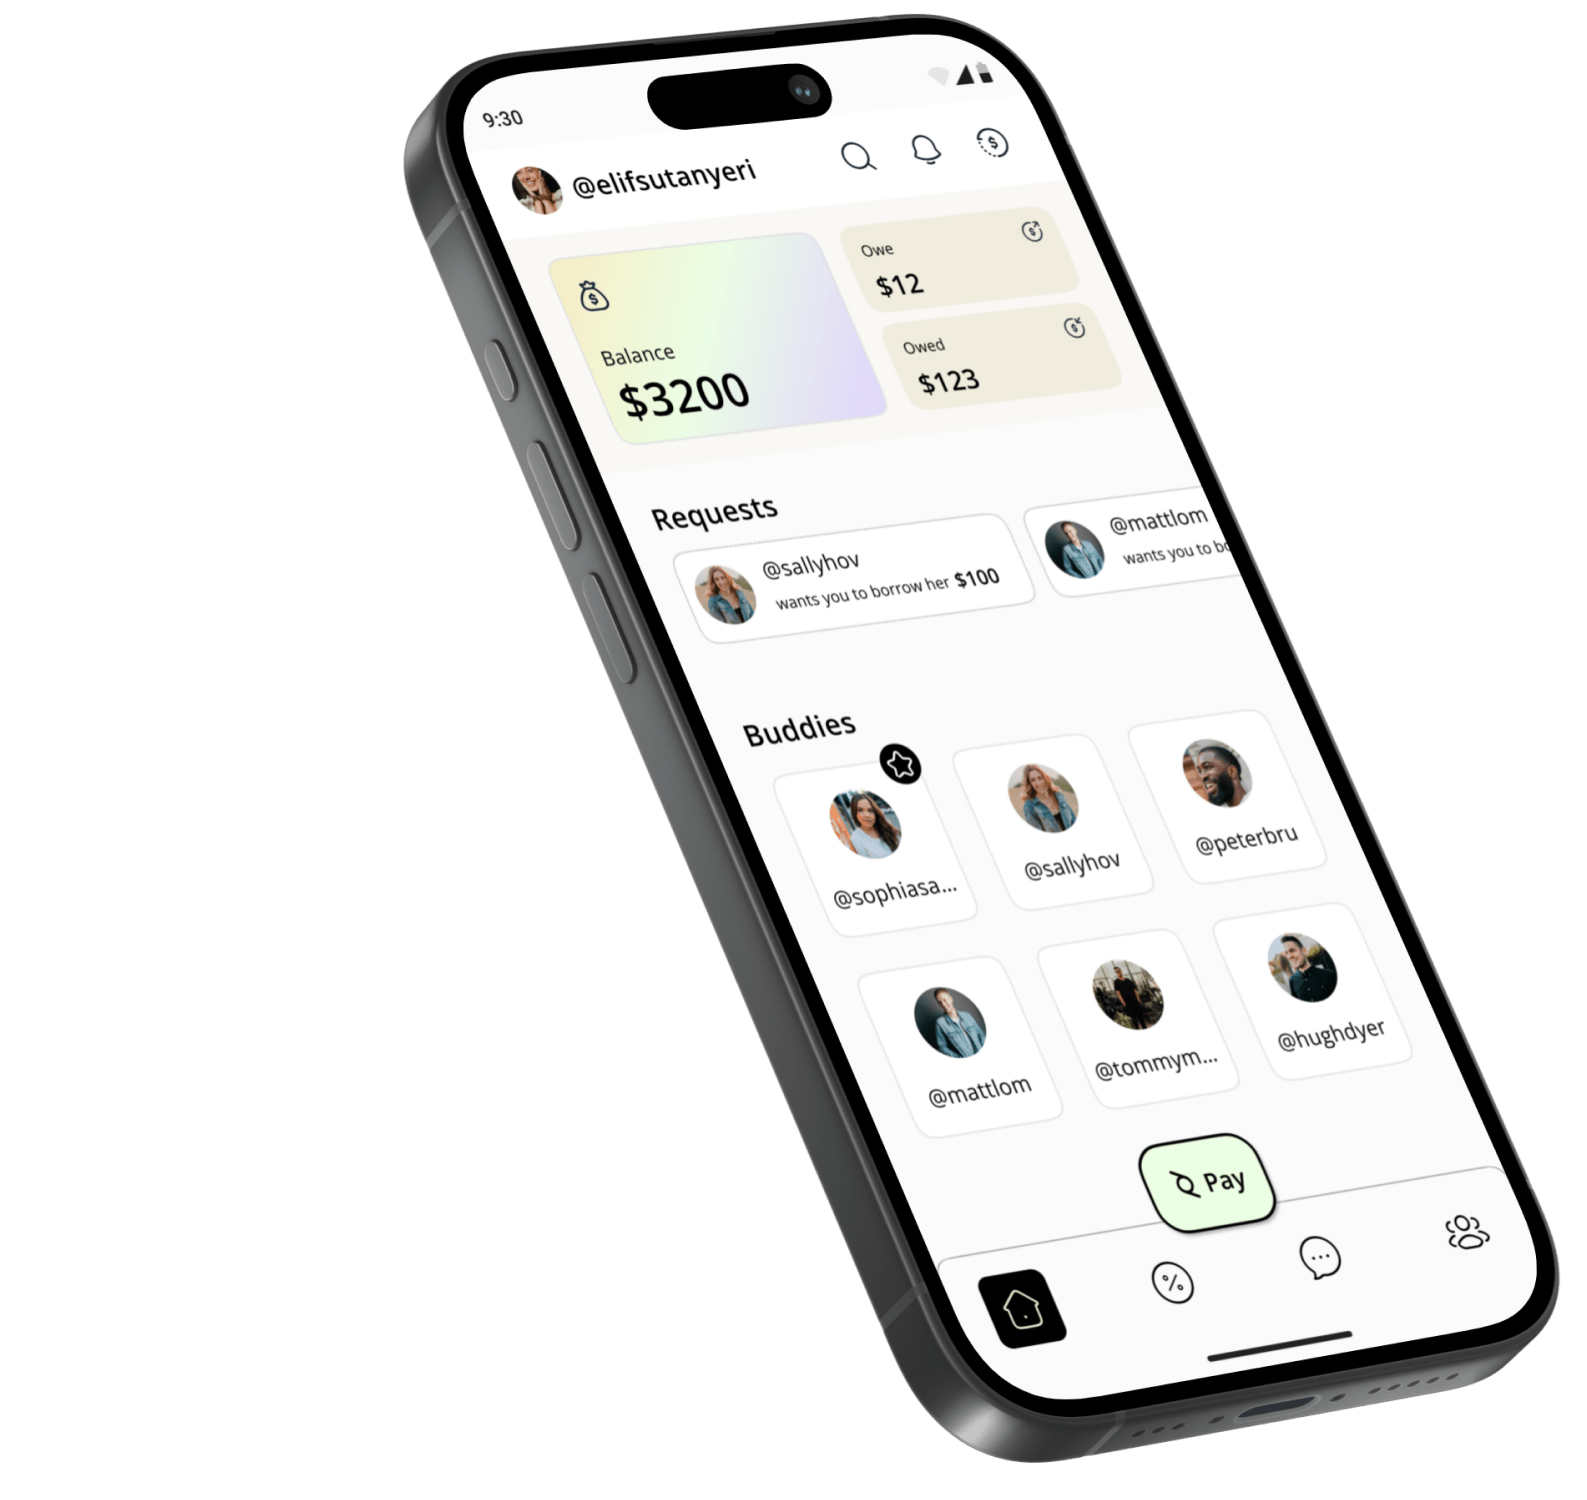 9:30
@elifsutanyeri
Balance
$3200
Owe
$12
Owed
$123
Requests
@sallyhov
wants you to borrow her $100
@mattlom
wants you to bo
Buddies
@sophiasa...
@sallyhov
@peterbru
@mattlom
@tommym...
@hughdyer
Pay